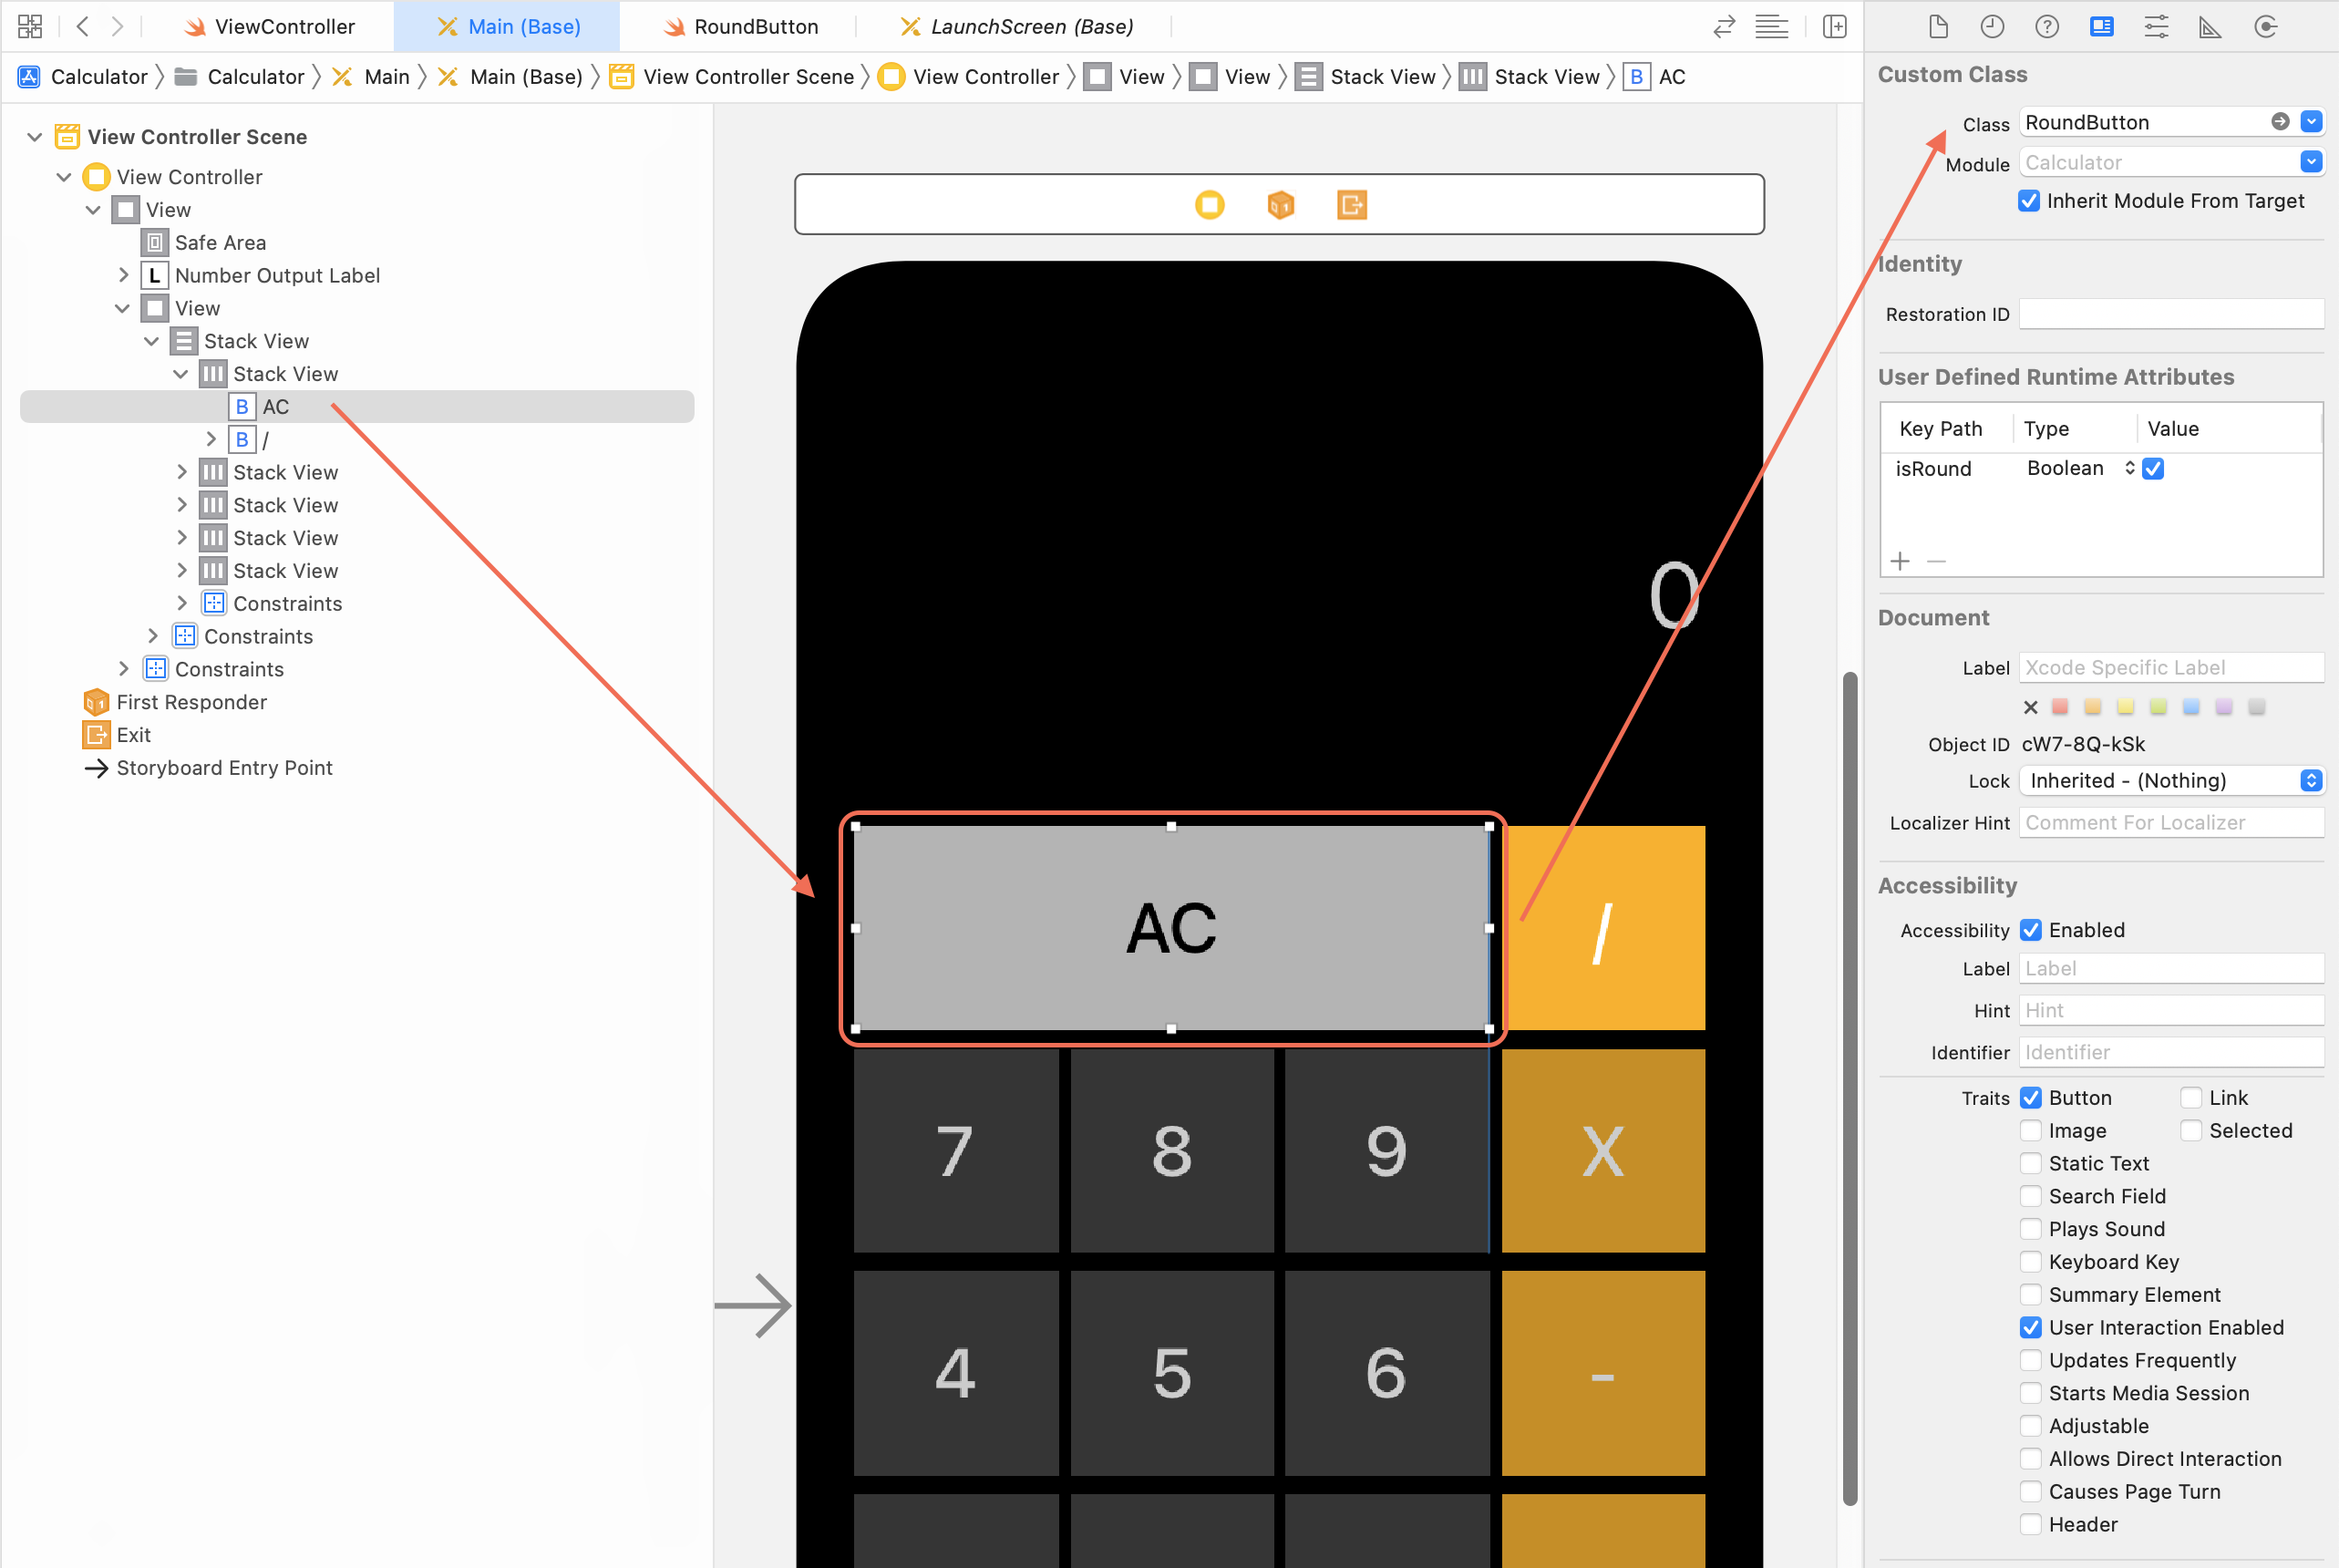 ViewController Main (Base) RoundButton LaunchScreen (Base)
Calculator Calculator Main Main (Base) View Controller Scene View Controller View View Stack View Stack View B AC
View Controller Scene
View Controller
View
Safe Area
L Number Output Label
View
Stack View
Stack View
B AC
B /
Stack View
Stack View
Stack View
Stack View
Constraints
Constraints
Constraints
First Responder
Exit
Storyboard Entry Point
0
AC /
7 8 9 X
4 5 6 -
Custom Class
Class RoundButton
Module Calculator
Inherit Module From Target
Identity
Restoration ID
User Defined Runtime Attributes
Key Path Type Value
isRound Boolean
Document
Label Xcode Specific Label
Object ID cW7-8Q-kSk
Lock Inherited - (Nothing)
Localizer Hint Comment For Localizer
Accessibility
Accessibility Enabled
Label Label
Hint Hint
Identifier Identifier
Traits Button Link
Image Selected
Static Text
Search Field
Plays Sound
Keyboard Key
Summary Element
User Interaction Enabled
Updates Frequently
Starts Media Session
Adjustable
Allows Direct Interaction
Causes Page Turn
Header